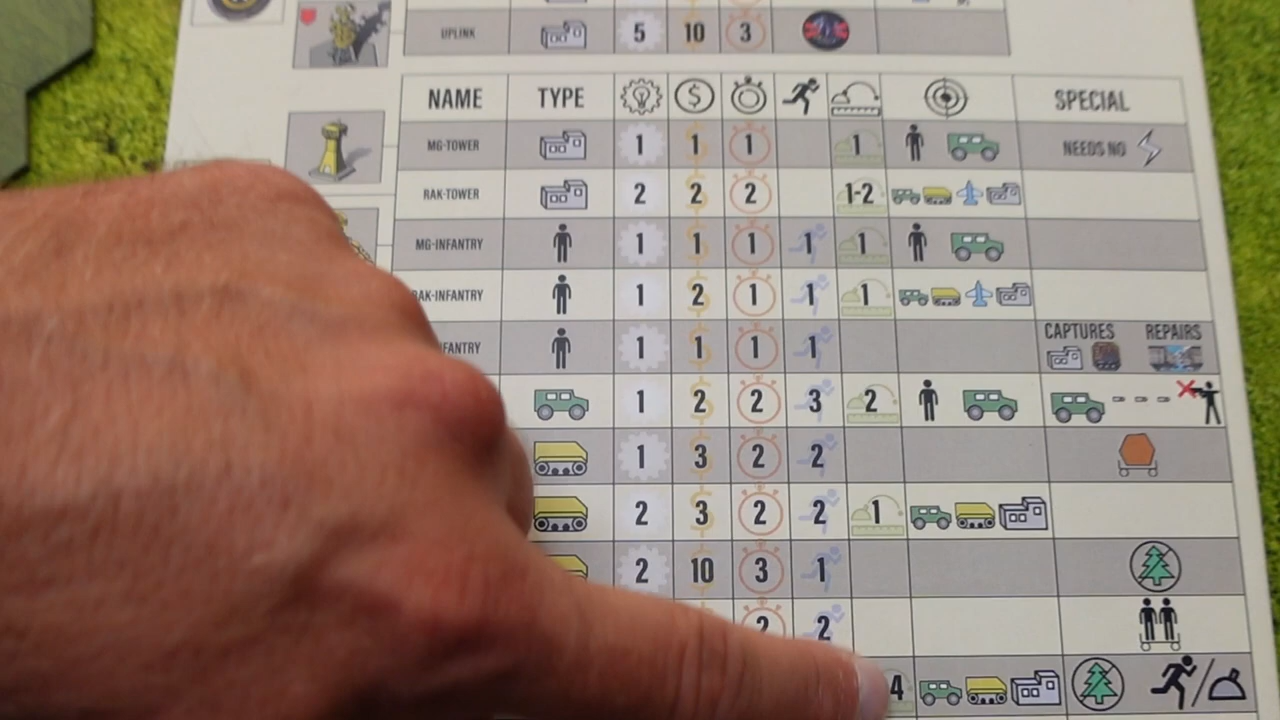 UPLINK 5 10 3
NAME TYPE $ SPECIAL
MG-TOWER 1 1 1 1 NEEDS NO
RAK-TOWER 2 2 2 1-2
MG-INFANTRY 1 1 1 1 1
RAK-INFANTRY 1 2 1 1 1
CAPTURES REPAIRS
FANTRY 1 1 1 1
1 2 2 3 2
1 3 2 2
2 3 2 2 1
2 10 3 1
2 2
4